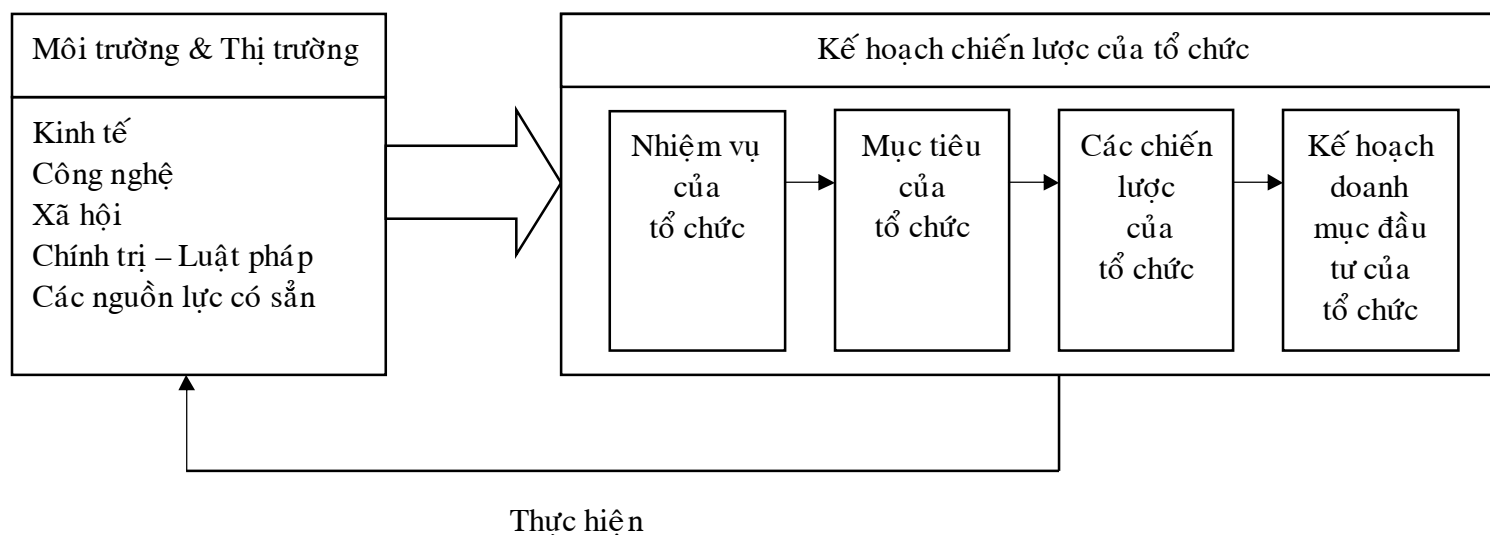 Môi trường & Thị trường
Kinh tế
Công nghệ
Xã hội
Chính trị – Luật pháp
Các nguồn lực có sẳn
Kế hoạch chiến lược của tổ chức
Nhiệm vụ
của
tổ chức
Mục tiêu
của
tổ chức
Các chiến
lược
của
tổ chức
Kế hoạch
doanh
mục đầu
tư của
tổ chức
Thực hiện